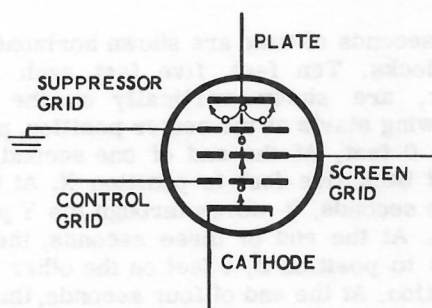 PLATE
SUPPRESSOR
GRID
SCREEN
GRID
CONTROL
GRID
CATHODE